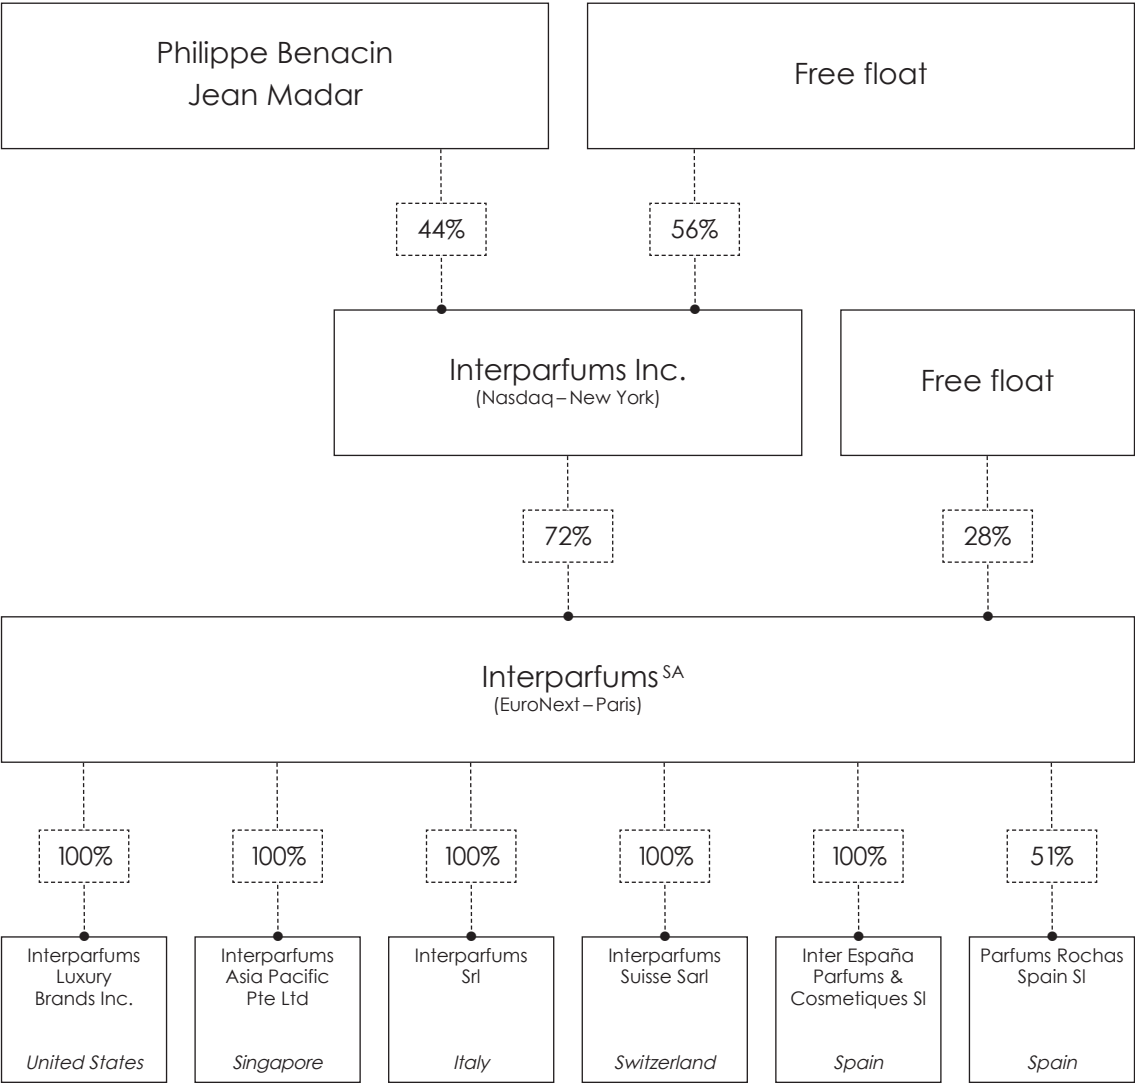 Philippe Benacin
Jean Madar
Free float
44%
56%
Interparfums Inc.
(Nasdaq – New York)
Free float
72%
28%
Interparfums SA
(EuroNext – Paris)
100%
100%
100%
100%
100%
51%
Interparfums
Luxury
Brands Inc.
United States
Interparfums
Asia Pacific
Pte Ltd
Singapore
Interparfums
Srl
Italy
Interparfums
Suisse Sarl
Switzerland
Inter España
Parfums &
Cosmetiques Sl
Spain
Parfums Rochas
Spain Sl
Spain